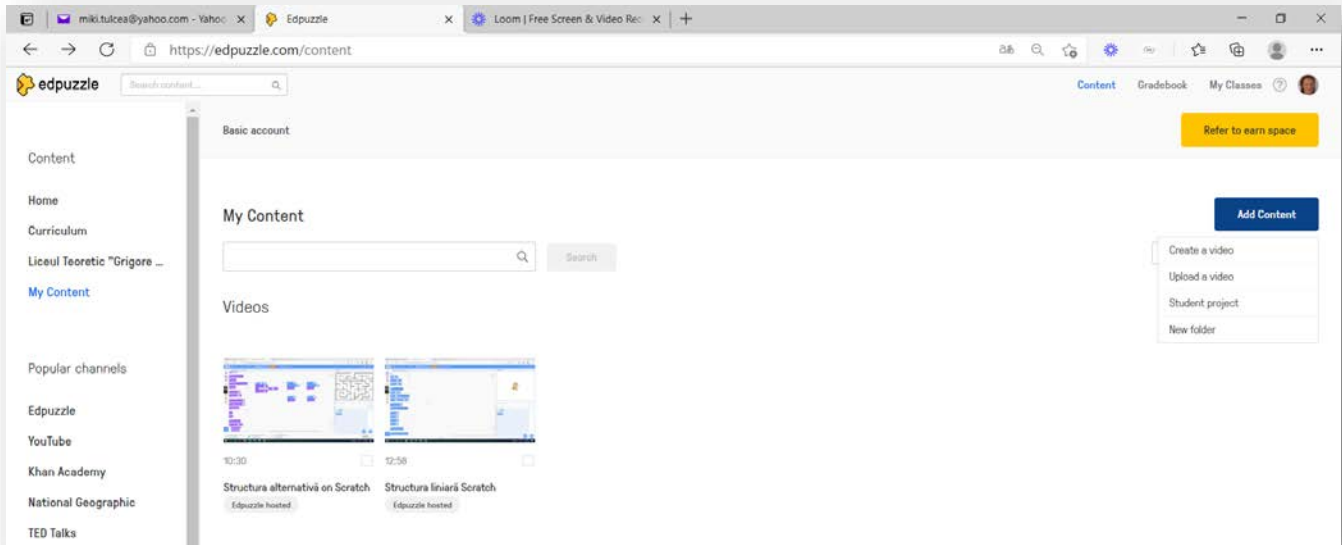 miki.tulcea@yahoo.com - Yahoo
Edpuzzle
Loom | Free Screen & Video Rec
https://edpuzzle.com/content
edpuzzle
Search content...
Content
Gradebook
My Classes
Basic account
Refer to earn space
Content
Home
Curriculum
Liceul Teoretic "Grigore ...
My Content
My Content
Add Content
Search
Create a video
Upload a video
Student project
New folder
Videos
10:30
12:58
Structura alternativă on Scratch
Structura liniară Scratch
Edpuzzle hosted
Edpuzzle hosted
Popular channels
Edpuzzle
YouTube
Khan Academy
National Geographic
TED Talks